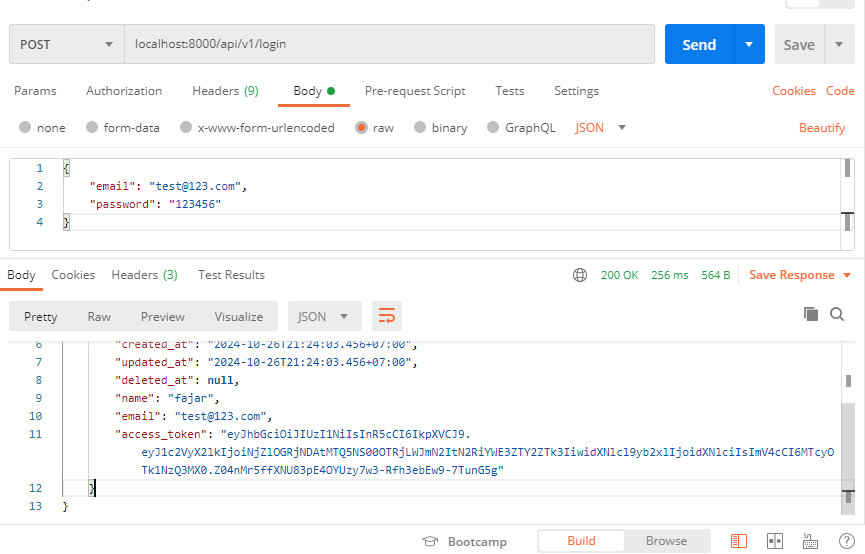 POST localhost:8000/api/v1/login Send Save
Params Authorization Headers (9) Body Pre-request Script Tests Settings Cookies Code
none form-data x-www-form-urlencoded raw binary GraphQL JSON Beautify
1 {
2 "email": "test@123.com",
3 "password": "123456"
4 }
Body Cookies Headers (3) Test Results 200 OK 256 ms 564 B Save Response
Pretty Raw Preview Visualize JSON
6 "created_at": "2024-10-26T21:24:03.456+07:00",
7 "updated_at": "2024-10-26T21:24:03.456+07:00",
8 "deleted_at": null,
9 "name": "fajar",
10 "email": "test@123.com",
11 "access_token": "eyJhbGciOiJIUzI1NiIsInR5cCI6IkpXVCJ9.
eyJ1c2VyX2lkIjoiNjZlOGRjNDAtMTQ5NS00OTRjLWJmN2ItN2RiYWE3ZTY2ZTk3IiwidXNlcl9yb2xlIjoidXNlciIsImV4cCI6MTcyO
Tk1NzQ3MX0.Z04nMr5ffXNU83pE4OYUzy7w3-Rfh3ebEw9-7TunG5g"
12 }
13 }
Bootcamp Build Browse